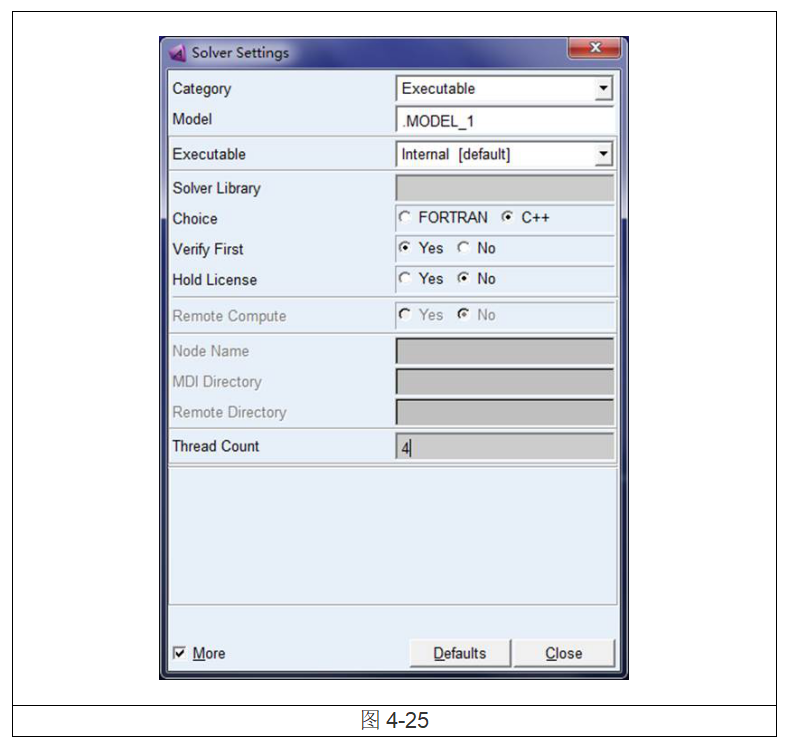 Solver Settings
Category Executable
Model .MODEL_1
Executable Internal [default]
Solver Library
Choice FORTRAN C++
Verify First Yes No
Hold License Yes No
Remote Compute Yes No
Node Name
MDI Directory
Remote Directory
Thread Count 4
More Defaults Close
图 4-25